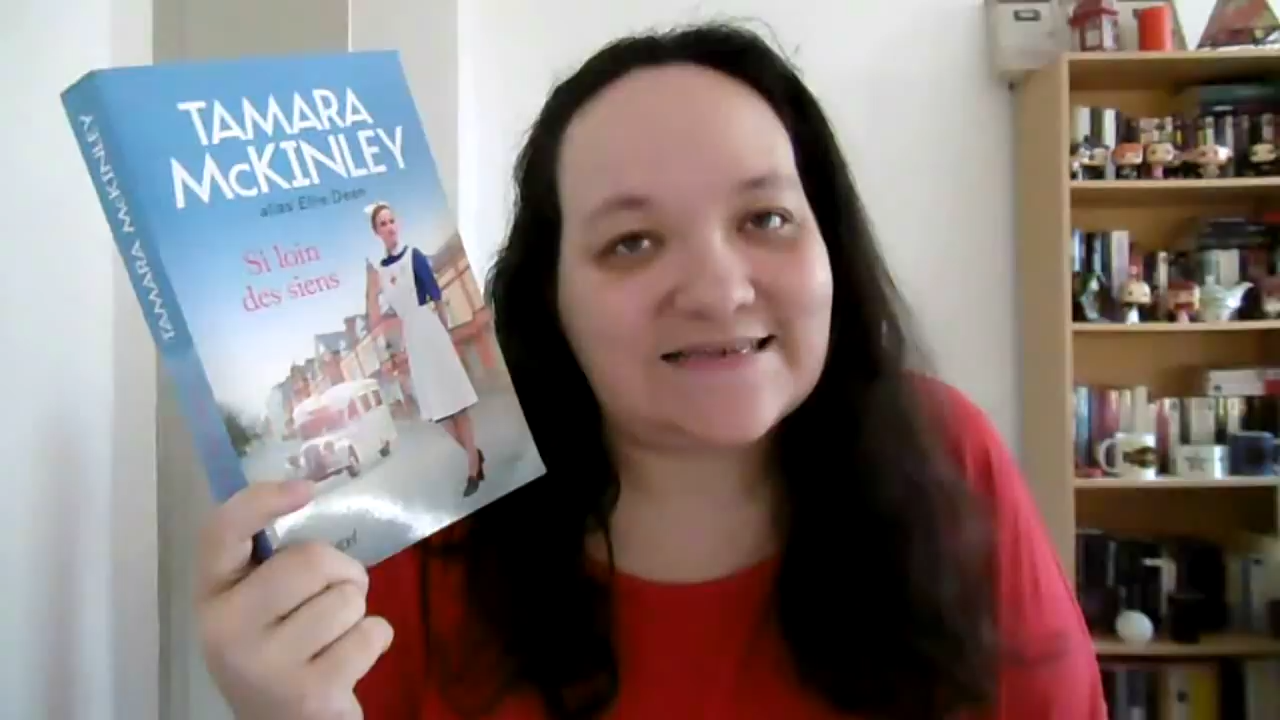 TAMARA
McKINLEY
alias Ellie Dean
Si loin
des siens
TAMARA McKINLEY